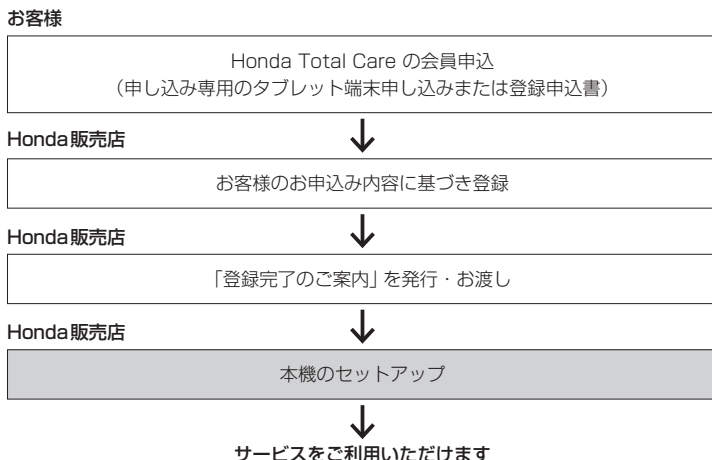 お客様
Honda Total Care の会員申込
（申し込み専用のタブレット端末申し込みまたは登録申込書）
Honda販売店
お客様のお申込み内容に基づき登録
Honda販売店
「登録完了のご案内」を発行・お渡し
Honda販売店
本機のセットアップ
サービスをご利用いただけます